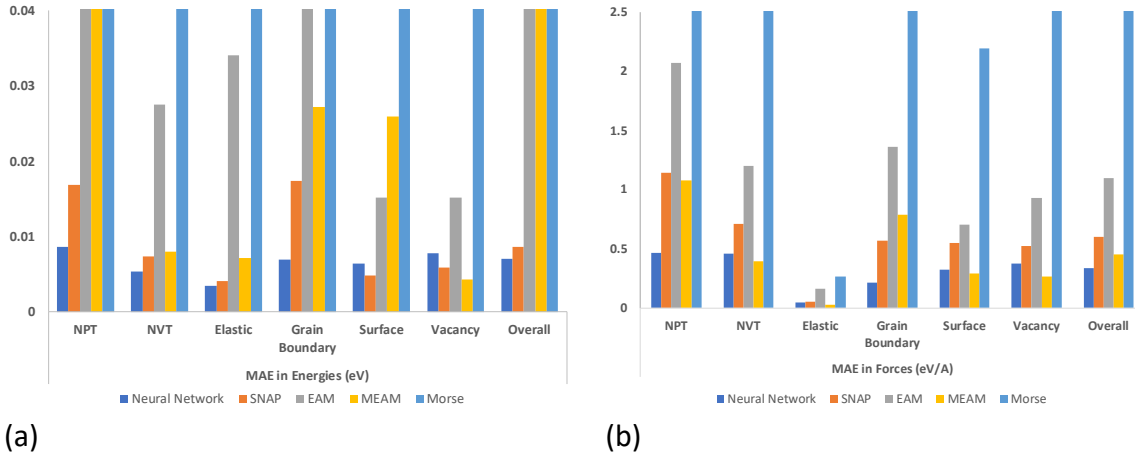 0.04
0.03
0.02
0.01
0
NPT NVT Elastic Grain Boundary Surface Vacancy Overall
MAE in Energies (eV)
Neural Network SNAP EAM MEAM Morse
(a)
2.5
2
1.5
1
0.5
0
NPT NVT Elastic Grain Boundary Surface Vacancy Overall
MAE in Forces (eV/A)
Neural Network SNAP EAM MEAM Morse
(b)